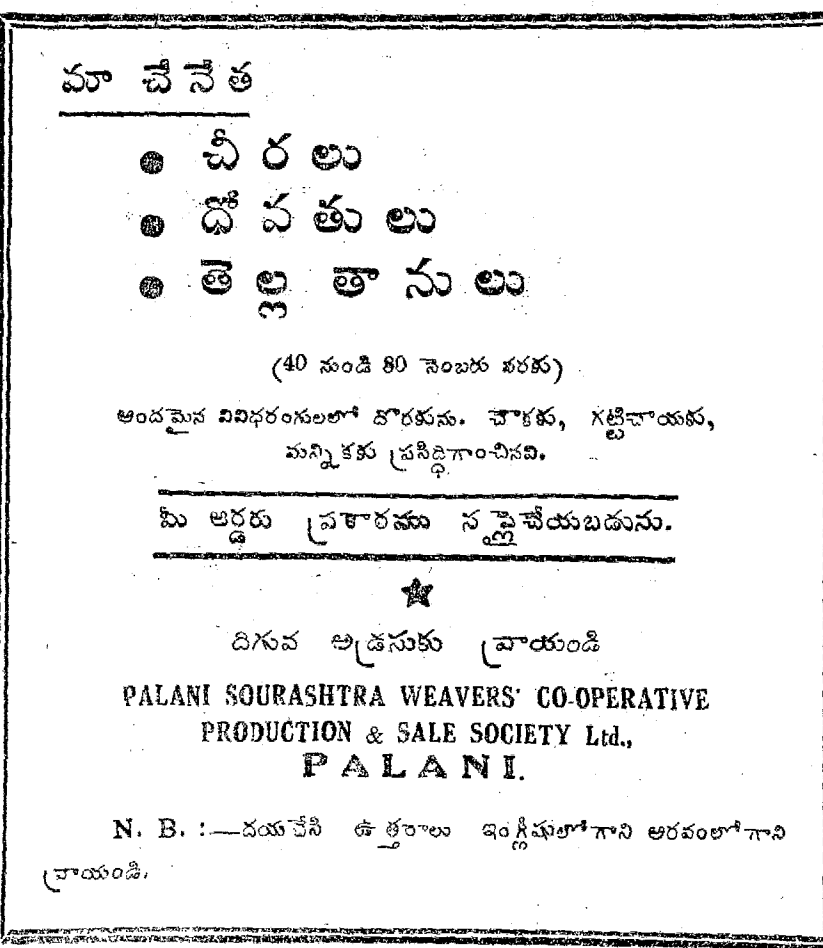 మా చేనేత
● చీరలు
● ధోవతులు
● తెల్ల తానులు
(40 నుండి 80 నెంబరు వరకు)
అందమైన వివిధరంగులలో దొరకును. చౌకకు, గట్టిచాయకు,
మన్నికకు ప్రసిద్ధిగాంచినవి.
మీ ఆర్డరు ప్రకారము సప్లైచేయబడును.
★
దిగువ అడ్రసుకు వ్రాయండి
PALANI SOURASHTRA WEAVERS' CO-OPERATIVE
PRODUCTION & SALE SOCIETY Ltd.,
PALANI.
N. B. :—దయచేసి ఉత్తరాలు ఇంగ్లీషులోగాని అరవంలోగాని
వ్రాయండి.